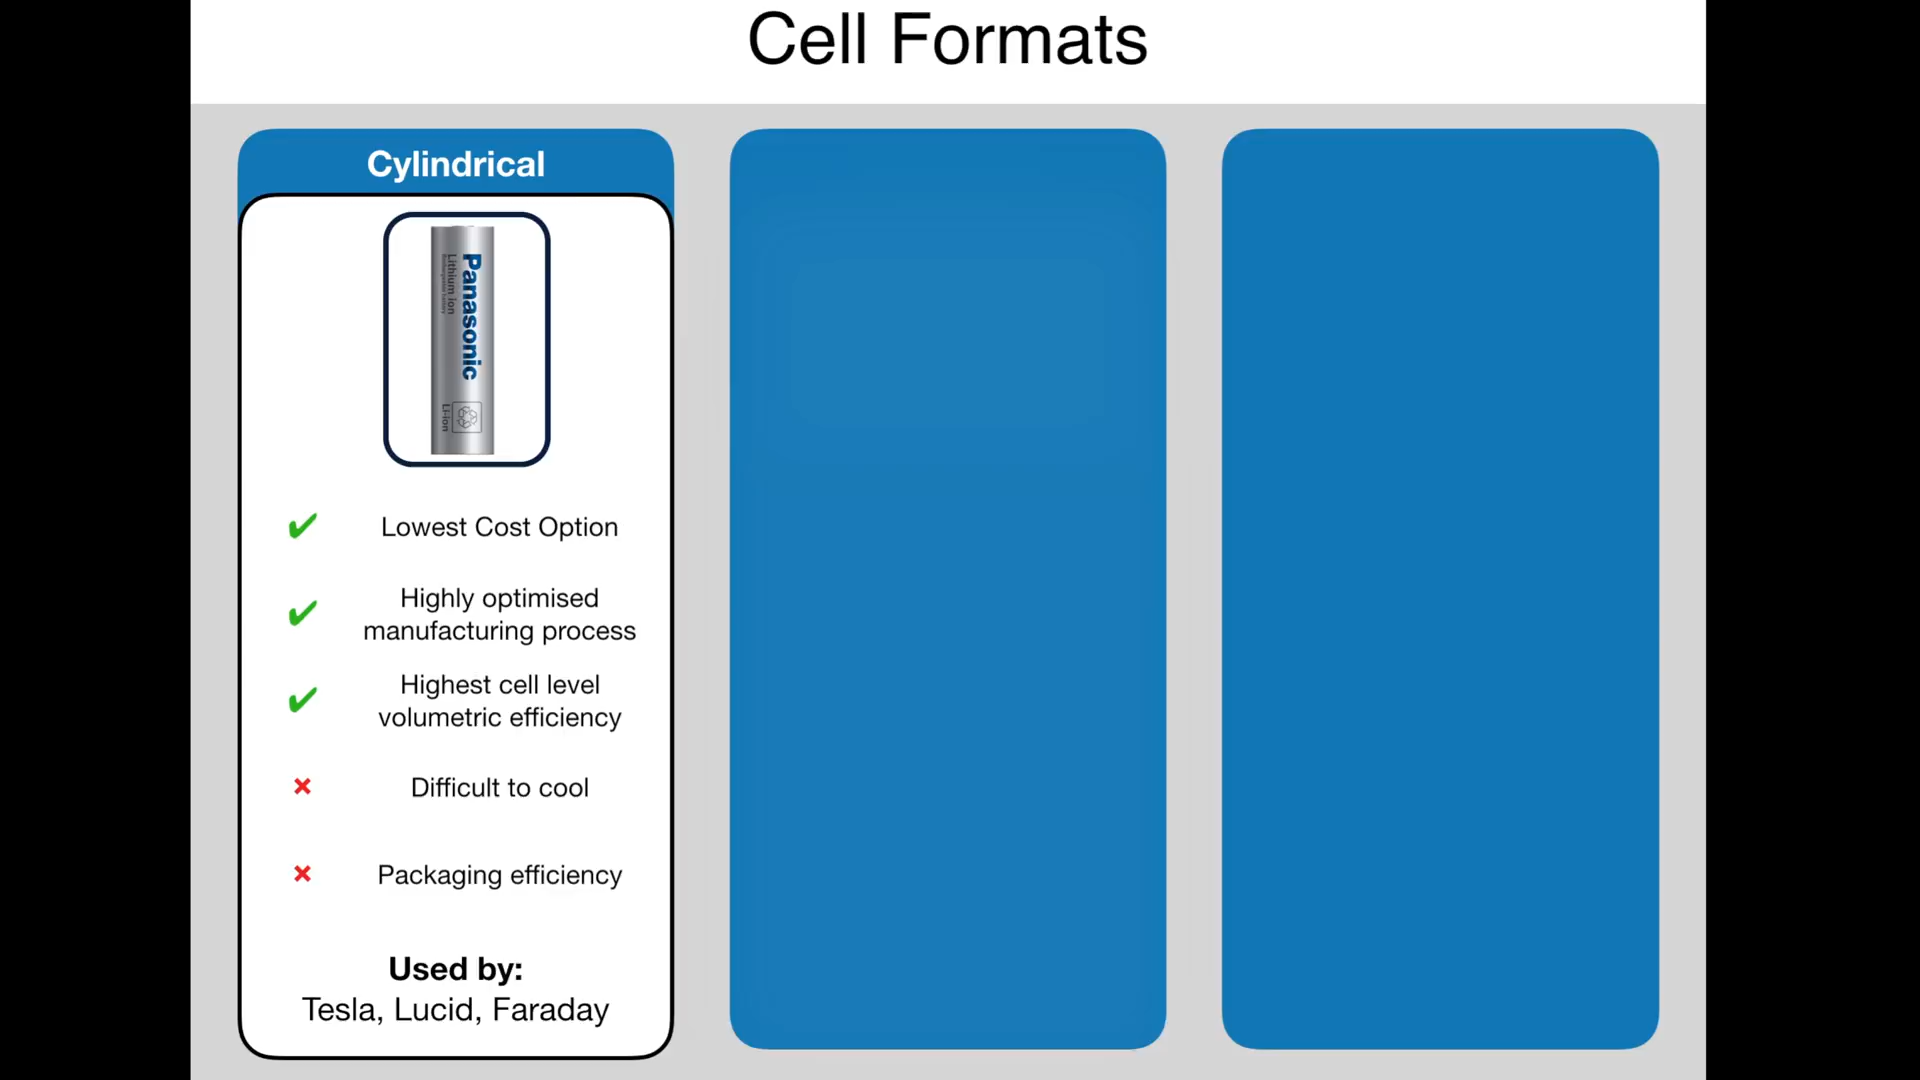 Cell Formats
Cylindrical
Panasonic
Lithium ion
Li-ion
Lowest Cost Option
Highly optimised
manufacturing process
Highest cell level
volumetric efficiency
Difficult to cool
Packaging efficiency
Used by:
Tesla, Lucid, Faraday